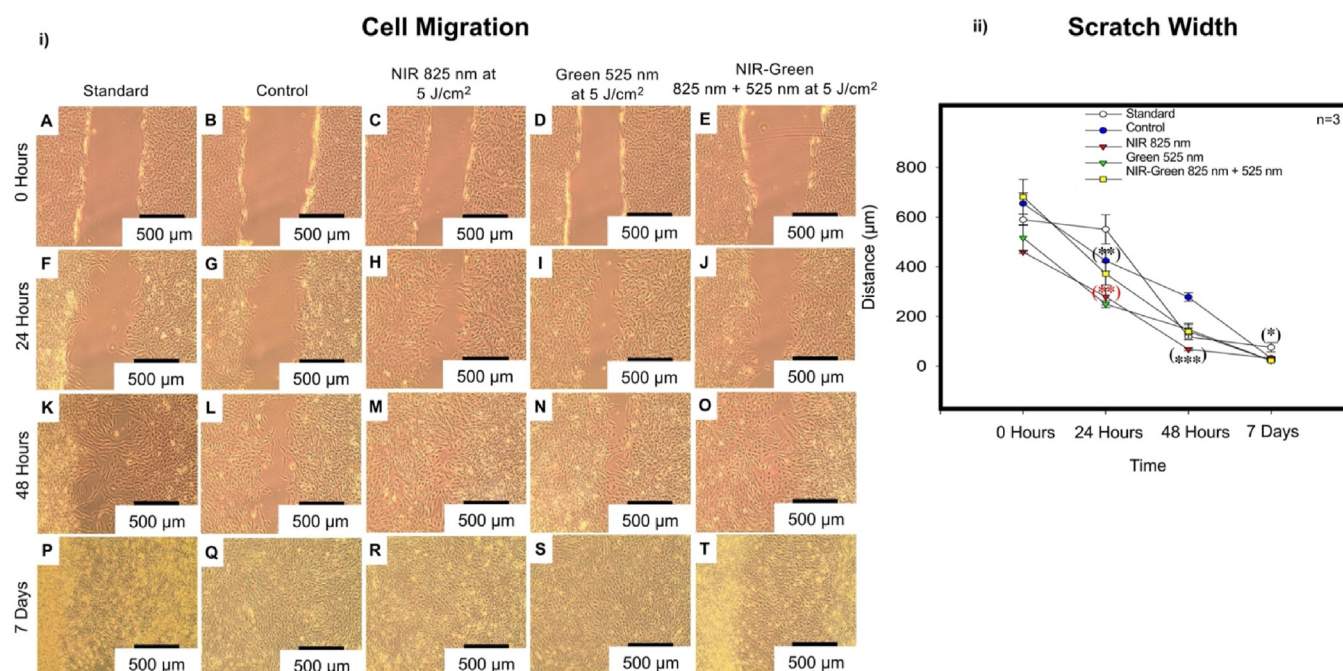 i)
Cell Migration
Standard
Control
NIR 825 nm at
5 J/cm²
Green 525 nm
at 5 J/cm²
NIR-Green
825 nm + 525 nm at 5 J/cm²
0 Hours
A
500 µm
B
500 µm
C
500 µm
D
500 µm
E
500 µm
24 Hours
F
500 µm
G
500 µm
H
500 µm
I
500 µm
J
500 µm
48 Hours
K
500 µm
L
500 µm
M
500 µm
N
500 µm
O
500 µm
7 Days
P
500 µm
Q
500 µm
R
500 µm
S
500 µm
T
500 µm
ii)
Scratch Width
Standard
Control
NIR 825 nm
Green 525 nm
NIR-Green 825 nm + 525 nm
n=3
Distance (µm)
800
600
400
200
0
(**)
(**)
(***)
(*)
0 Hours
24 Hours
48 Hours
7 Days
Time